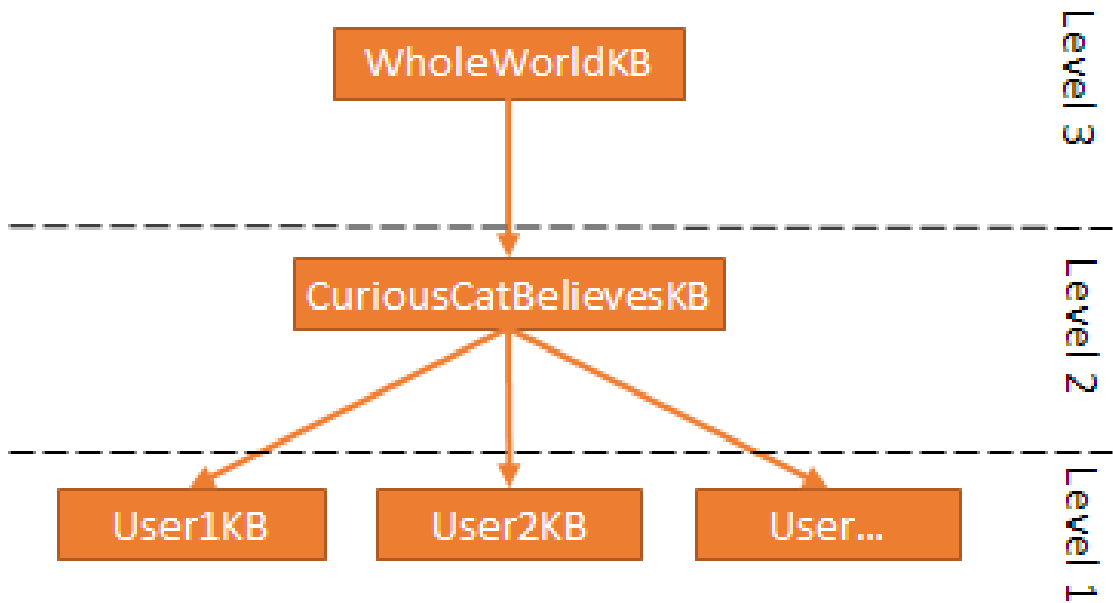 WholeWorldKB
Level 3
CuriousCatBelievesKB
Level 2
User1KB
User2KB
User...
Level 1